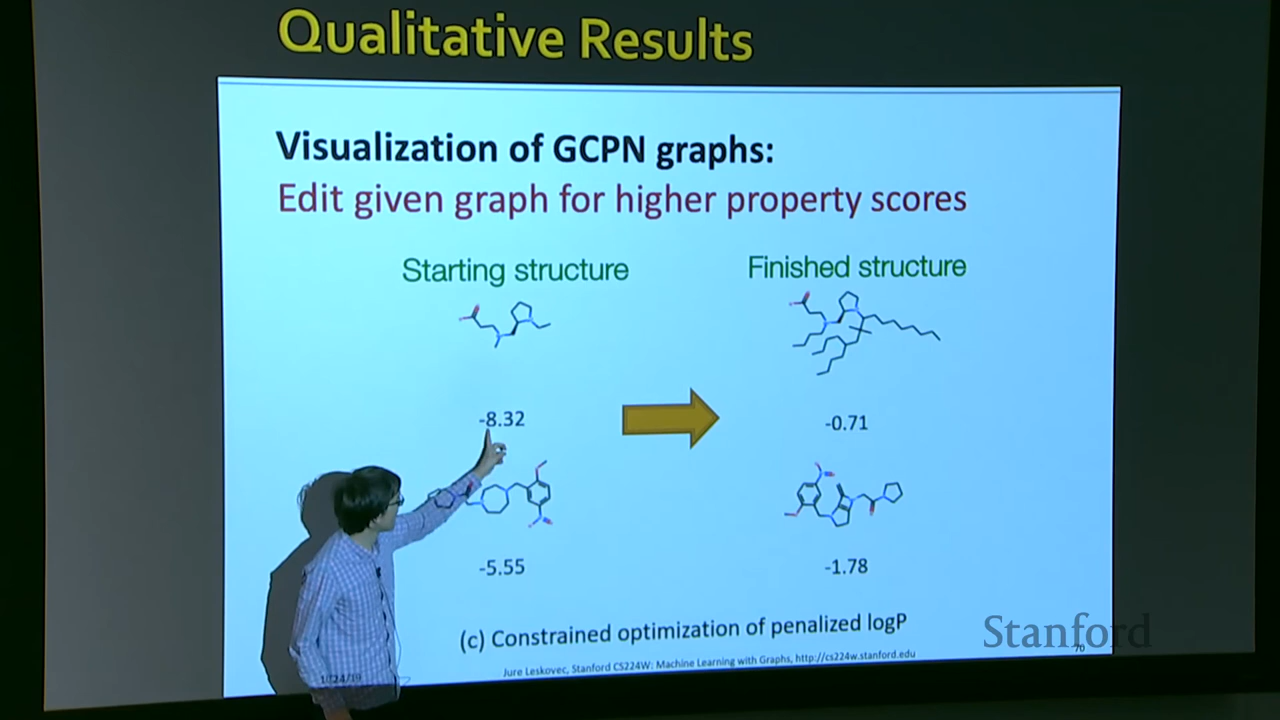 Qualitative Results
Visualization of GCPN graphs:
Edit given graph for higher property scores
Starting structure
Finished structure
-8.32
-0.71
-5.55
-1.78
(c) Constrained optimization of penalized logP
Stanford
Jure Leskovec, Stanford CS224W: Machine Learning with Graphs, http://cs224w.stanford.edu
70